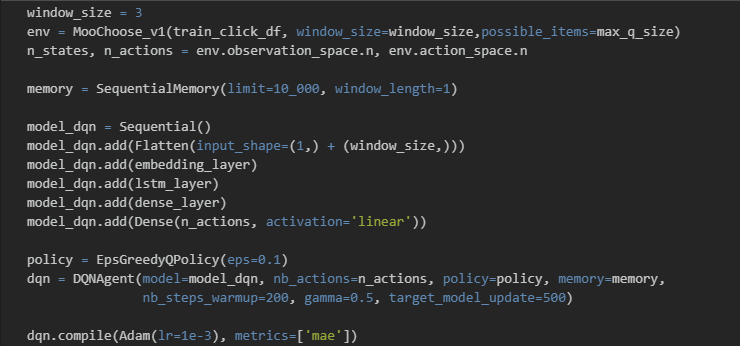 window_size = 3
env = MooChoose_v1(train_click_df, window_size=window_size,possible_items=max_q_size)
n_states, n_actions = env.observation_space.n, env.action_space.n
memory = SequentialMemory(limit=10_000, window_length=1)
model_dqn = Sequential()
model_dqn.add(Flatten(input_shape=(1,) + (window_size,)))
model_dqn.add(embedding_layer)
model_dqn.add(lstm_layer)
model_dqn.add(dense_layer)
model_dqn.add(Dense(n_actions, activation='linear'))
policy = EpsGreedyQPolicy(eps=0.1)
dqn = DQNAgent(model=model_dqn, nb_actions=n_actions, policy=policy, memory=memory,
nb_steps_warmup=200, gamma=0.5, target_model_update=500)
dqn.compile(Adam(lr=1e-3), metrics=['mae'])